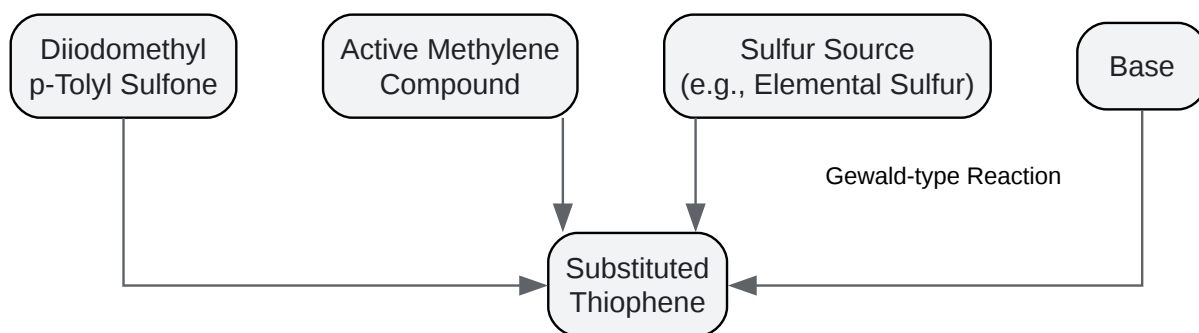 Diiodomethyl
p-Tolyl Sulfone
Active Methylene
Compound
Sulfur Source
(e.g., Elemental Sulfur)
Base
Gewald-type Reaction
Substituted
Thiophene